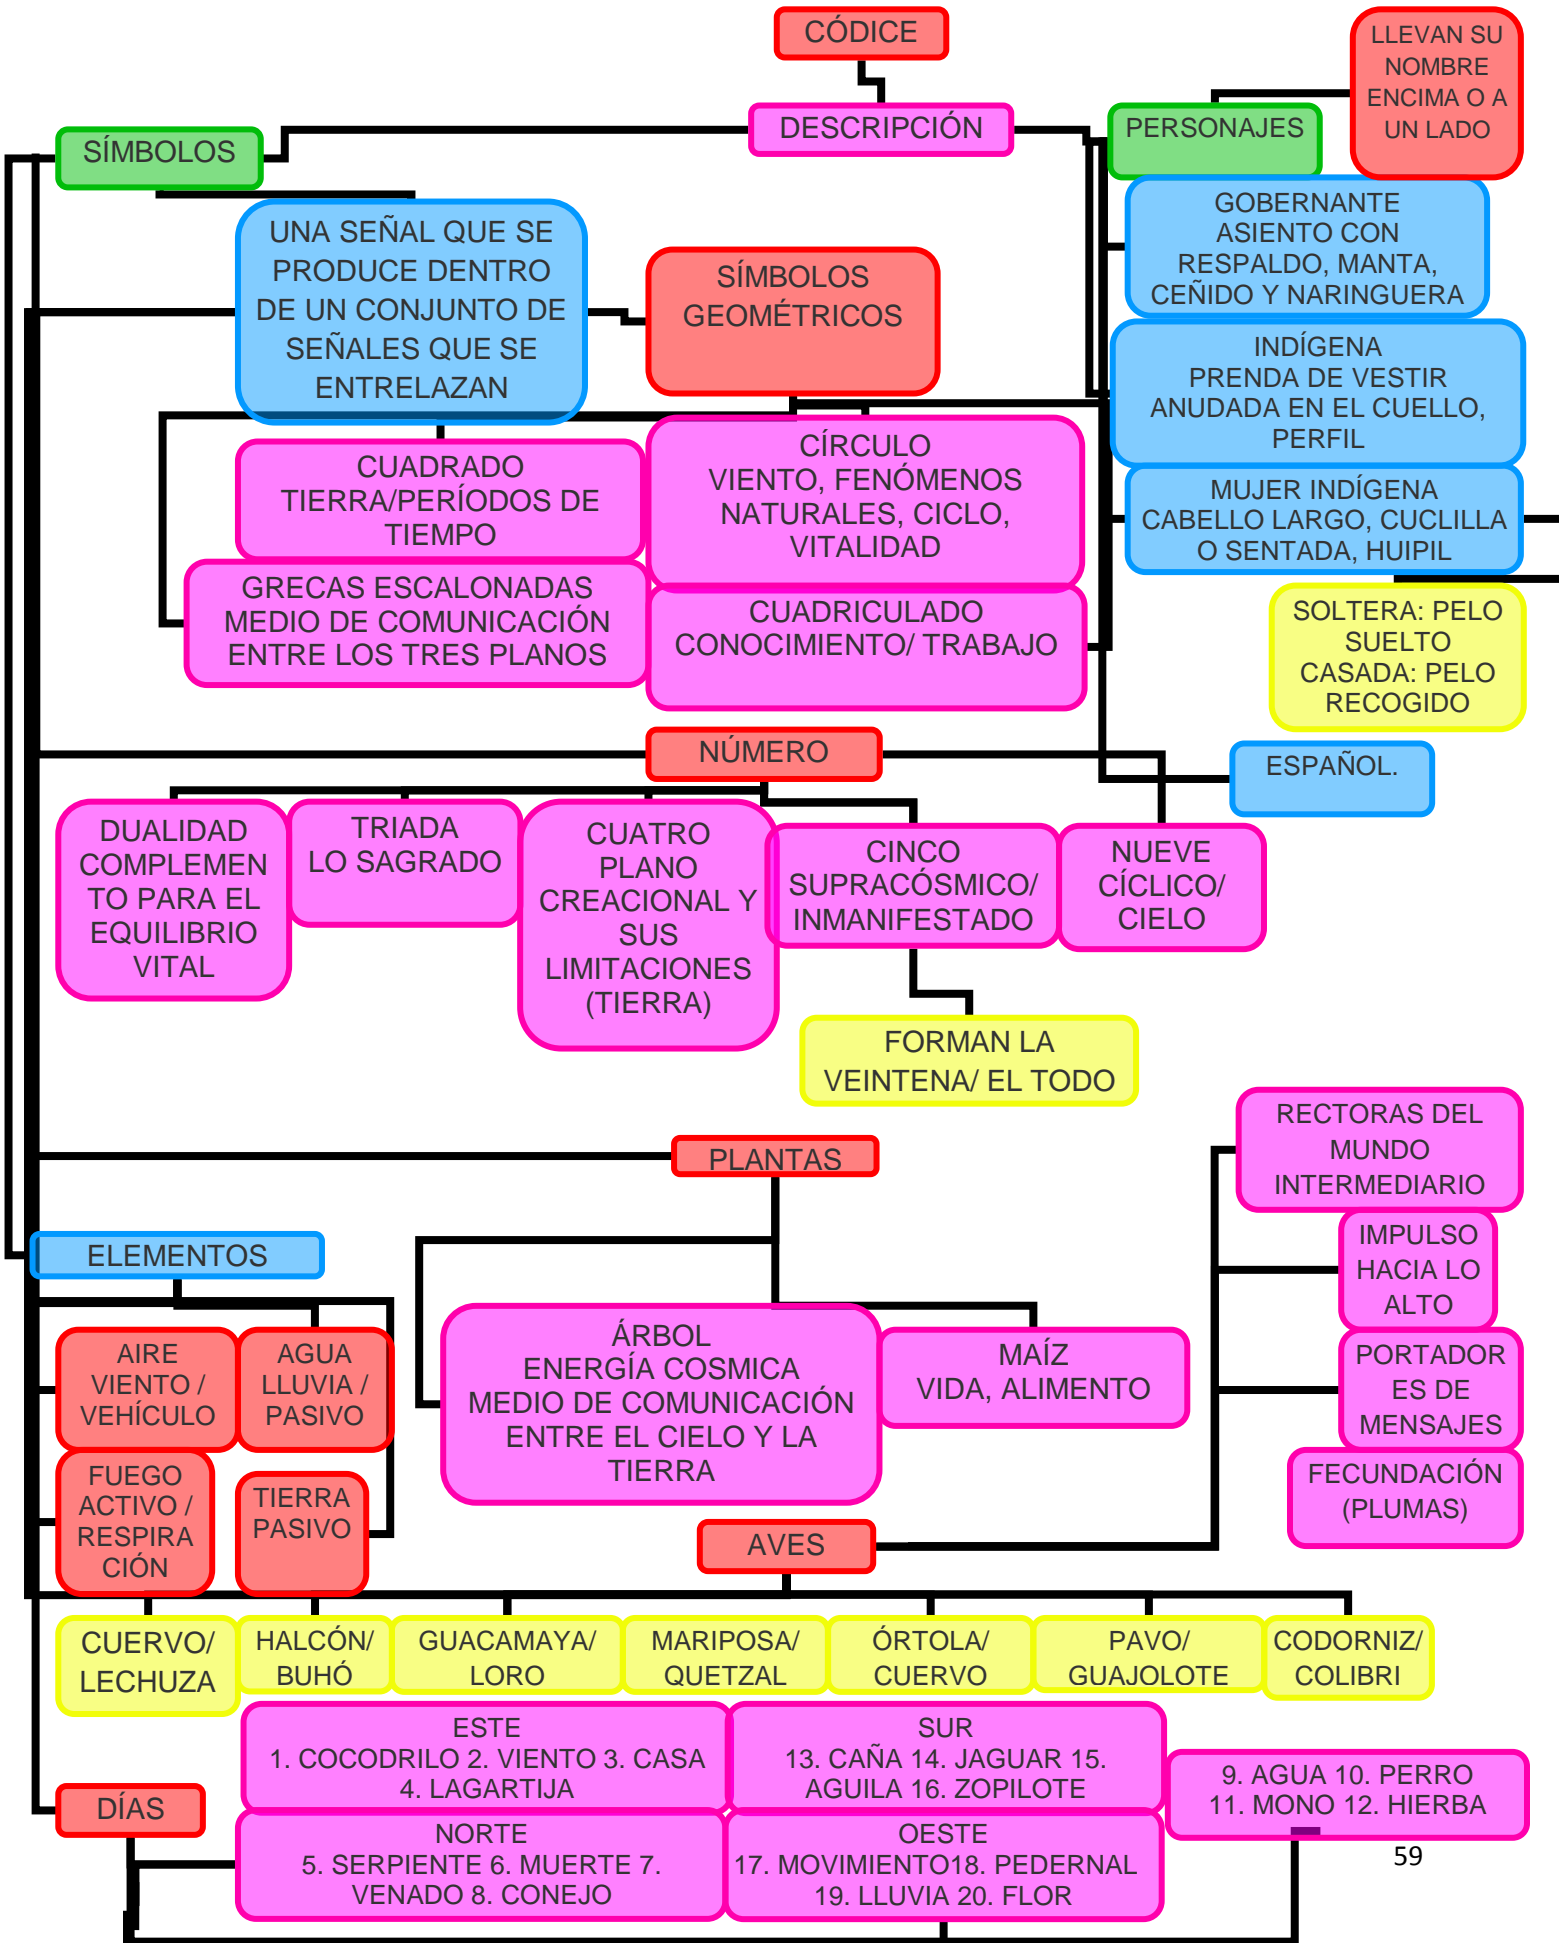 CÓDICE
LLEVAN SU
NOMBRE
ENCIMA O A
UN LADO
DESCRIPCIÓN
PERSONAJES
SÍMBOLOS
UNA SEÑAL QUE SE
PRODUCE DENTRO
DE UN CONJUNTO DE
SEÑALES QUE SE
ENTRELAZAN
SÍMBOLOS
GEOMÉTRICOS
GOBERNANTE
ASIENTO CON
RESPALDO, MANTA,
CEÑIDO Y NARINGUERA
INDÍGENA
PRENDA DE VESTIR
ANUDADA EN EL CUELLO,
PERFIL
CUADRADO
TIERRA/PERÍODOS DE
TIEMPO
CÍRCULO
VIENTO, FENÓMENOS
NATURALES, CICLO,
VITALIDAD
MUJER INDÍGENA
CABELLO LARGO, CUCLILLA
O SENTADA, HUIPIL
GRECAS ESCALONADAS
MEDIO DE COMUNICACIÓN
ENTRE LOS TRES PLANOS
CUADRICULADO
CONOCIMIENTO/ TRABAJO
SOLTERA: PELO
SUELTO
CASADA: PELO
RECOGIDO
NÚMERO
ESPAÑOL.
DUALIDAD
COMPLEMEN
TO PARA EL
EQUILIBRIO
VITAL
TRIADA
LO SAGRADO
CUATRO
PLANO
CREACIONAL Y
SUS
LIMITACIONES
(TIERRA)
CINCO
SUPRACÓSMICO/
INMANIFESTADO
NUEVE
CÍCLICO/
CIELO
FORMAN LA
VEINTENA/ EL TODO
PLANTAS
RECTORAS DEL
MUNDO
INTERMEDIARIO
IMPULSO
HACIA LO
ALTO
PORTADOR
ES DE
MENSAJES
FECUNDACIÓN
(PLUMAS)
ELEMENTOS
AIRE
VIENTO /
VEHÍCULO
AGUA
LLUVIA /
PASIVO
FUEGO
ACTIVO /
RESPIRA
CIÓN
TIERRA
PASIVO
ÁRBOL
ENERGÍA COSMICA
MEDIO DE COMUNICACIÓN
ENTRE EL CIELO Y LA
TIERRA
MAÍZ
VIDA, ALIMENTO
AVES
CUERVO/
LECHUZA
HALCÓN/
BUHÓ
GUACAMAYA/
LORO
MARIPOSA/
QUETZAL
ÓRTOLA/
CUERVO
PAVO/
GUAJOLOTE
CODORNIZ/
COLIBRI
DÍAS
ESTE
1. COCODRILO 2. VIENTO 3. CASA
4. LAGARTIJA
SUR
13. CAÑA 14. JAGUAR 15.
AGUILA 16. ZOPILOTE
9. AGUA 10. PERRO
11. MONO 12. HIERBA
NORTE
5. SERPIENTE 6. MUERTE 7.
VENADO 8. CONEJO
OESTE
17. MOVIMIENTO18. PEDERNAL
19. LLUVIA 20. FLOR
59